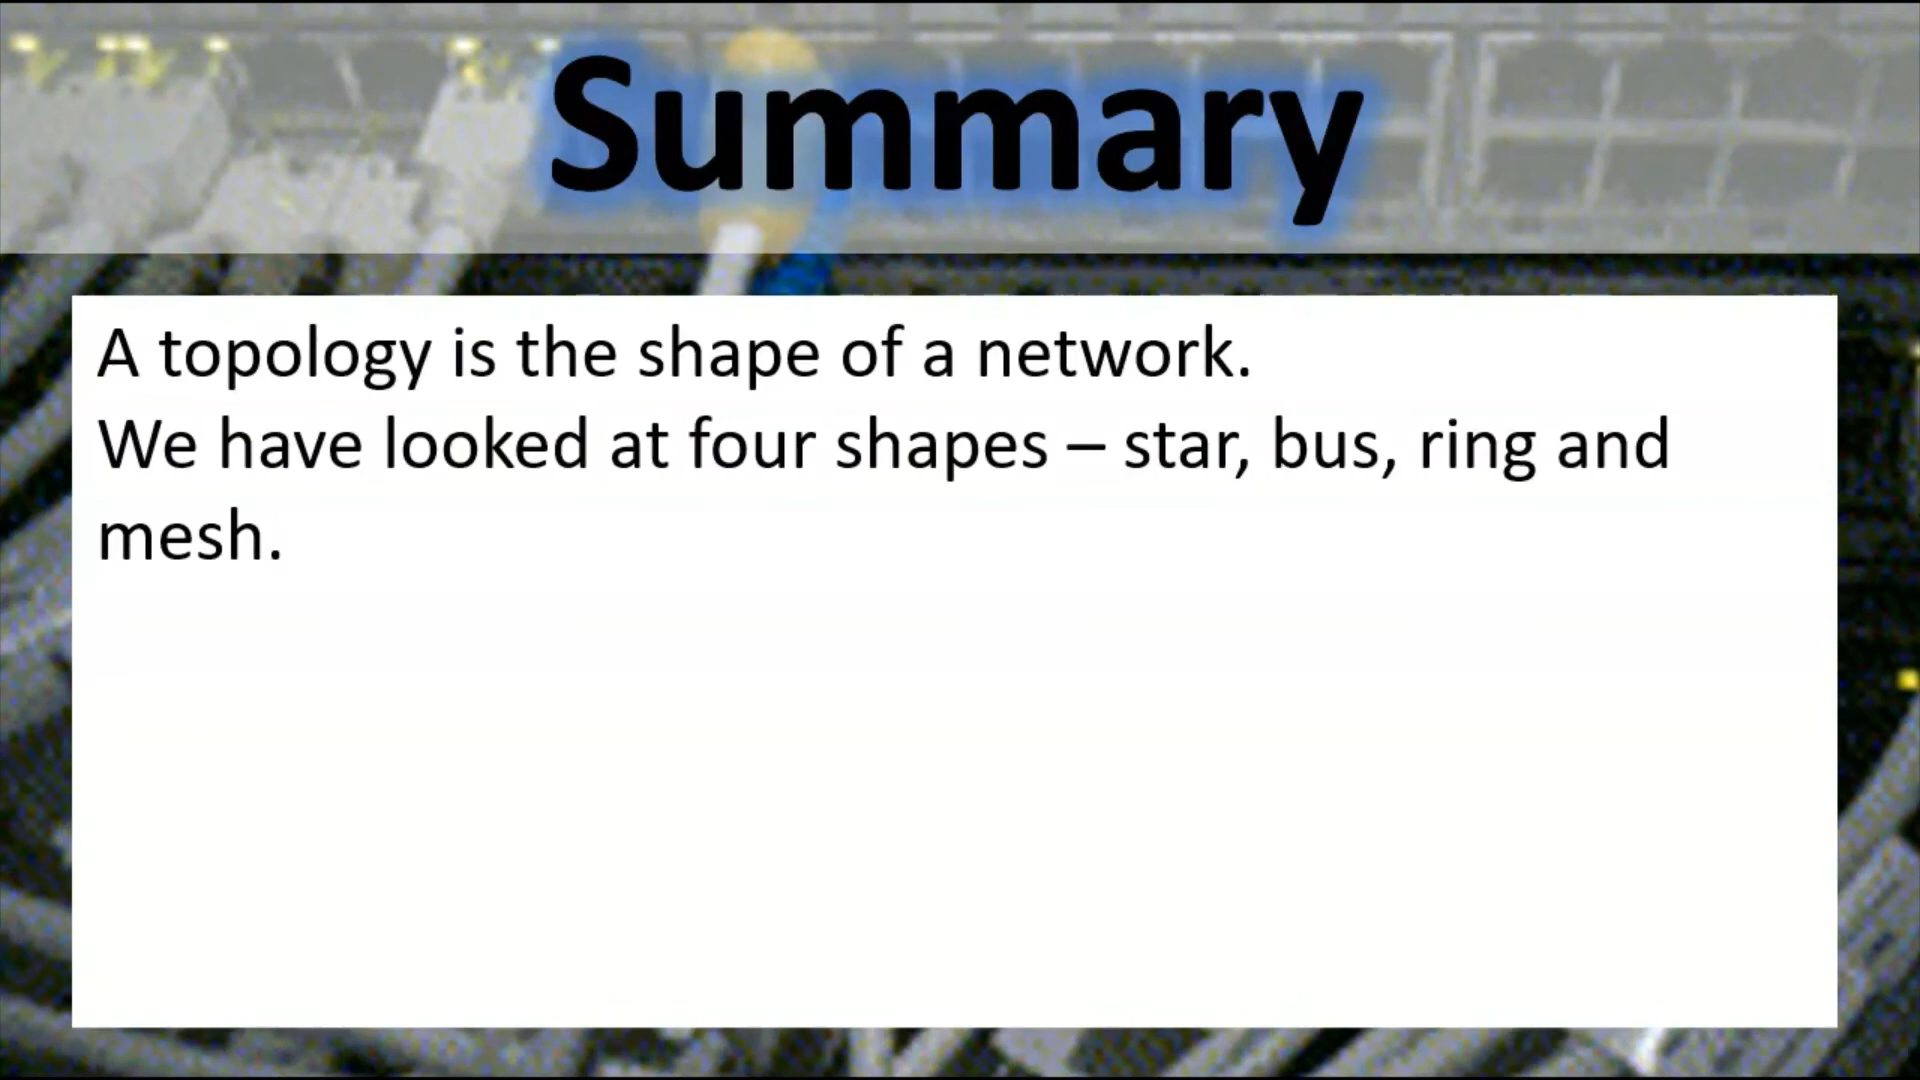 Summary
A topology is the shape of a network.
We have looked at four shapes – star, bus, ring and
mesh.